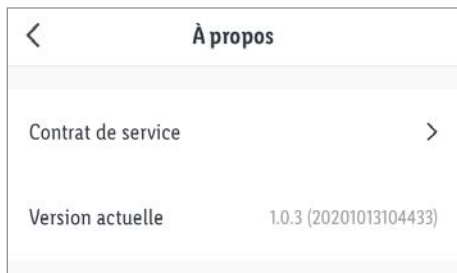 À propos
Contrat de service
Version actuelle 1.0.3 (20201013104433)